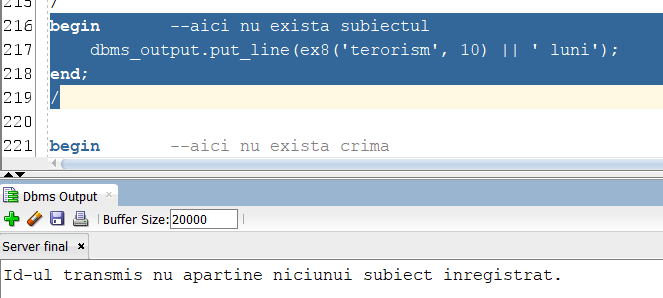 215 /
216 begin --aici nu exista subiectul
217 dbms_output.put_line(ex8('terorism', 10) || ' luni');
218 end;
219 /
220
221 begin --aici nu exista crima
Dbms Output ×
Buffer Size: 20000
Server final ×
Id-ul transmis nu apartine niciunui subiect inregistrat.